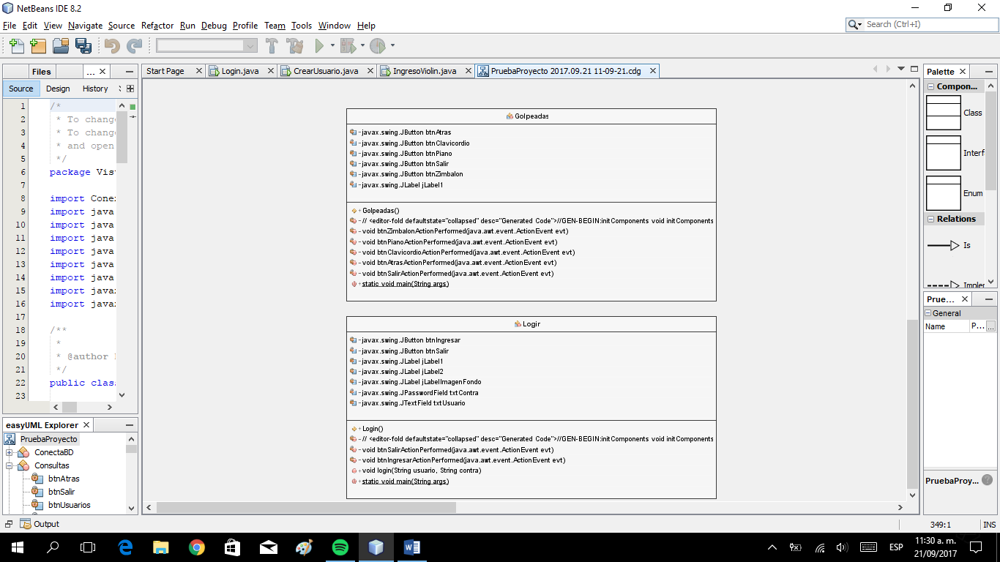 NetBeans IDE 8.2
File Edit View Navigate Source Refactor Run Debug Profile Team Tools Window Help
Search (Ctrl+I)
Files
...
Start Page
Login.java
CrearUsuario.java
IngresoViolin.java
PruebaProyecto 2017.09.21 11-09-21.cdg
Palette
Source Design History
1 /*
2 * To change
3 * To change
4 * and open
5 */
6 package Vist
7
8 import Conex
9 import java
10 import java
11 import java
12 import java
13 import java
14 import java
15 import java
16 import java
17
18 /**
19 *
20 * @author
21 */
22 public clas
23
Golpeadas
-javax.swing.JButton btnAtras
-javax.swing.JButton btnClavicordio
-javax.swing.JButton btnPiano
-javax.swing.JButton btnSalir
-javax.swing.JButton btnZimbalon
-javax.swing.JLabel jLabel1
+Golpeadas()
-// <editor-fold defaultstate="collapsed" desc="Generated Code">//GEN-BEGIN:initComponents void initComponents
-void btnZimbalonActionPerformed(java.awt.event.ActionEvent evt)
-void btnPianoActionPerformed(java.awt.event.ActionEvent evt)
-void btnClavicordioActionPerformed(java.awt.event.ActionEvent evt)
-void btnAtrasActionPerformed(java.awt.event.ActionEvent evt)
-void btnSalirActionPerformed(java.awt.event.ActionEvent evt)
+static void main(String args)
Logir
-javax.swing.JButton btnIngresar
-javax.swing.JButton btnSalir
-javax.swing.JLabel jLabel1
-javax.swing.JLabel jLabel2
-javax.swing.JLabel jLabelImagenFondo
-javax.swing.JPasswordField txtContra
-javax.swing.JTextField txtUsuario
+Login()
-// <editor-fold defaultstate="collapsed" desc="Generated Code">//GEN-BEGIN:initComponents void initComponents
-void btnSalirActionPerformed(java.awt.event.ActionEvent evt)
-void btnIngresarActionPerformed(java.awt.event.ActionEvent evt)
+void login(String usuario, String contra)
+static void main(String args)
Compon...
Class
Interf
Enum
Relations
Is
Impler
Prue...
General
Name P... ...
PruebaProy...
easyUML Explorer
PruebaProyecto
ConectaBD
Consultas
btnAtras
btnSalir
btnUsuarios
Output
349:1 INS
ESP
11:30 a. m.
21/09/2017